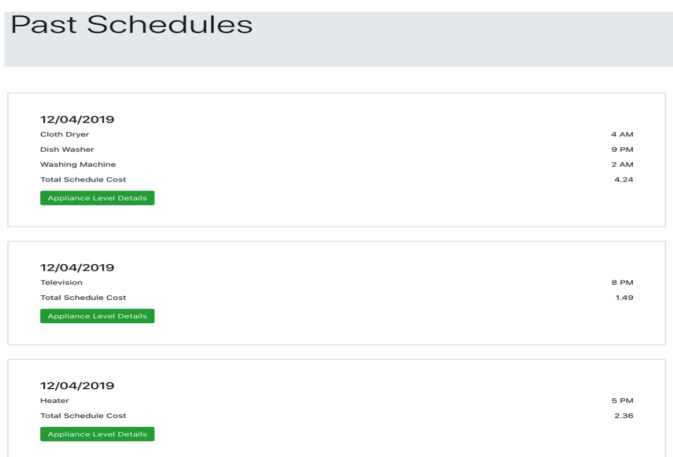 Past Schedules
12/04/2019
Cloth Dryer 4 AM
Dish Washer 9 PM
Washing Machine 2 AM
Total Schedule Cost 4.24
Appliance Level Details
12/04/2019
Television 8 PM
Total Schedule Cost 1.49
Appliance Level Details
12/04/2019
Heater 5 PM
Total Schedule Cost 2.36
Appliance Level Details